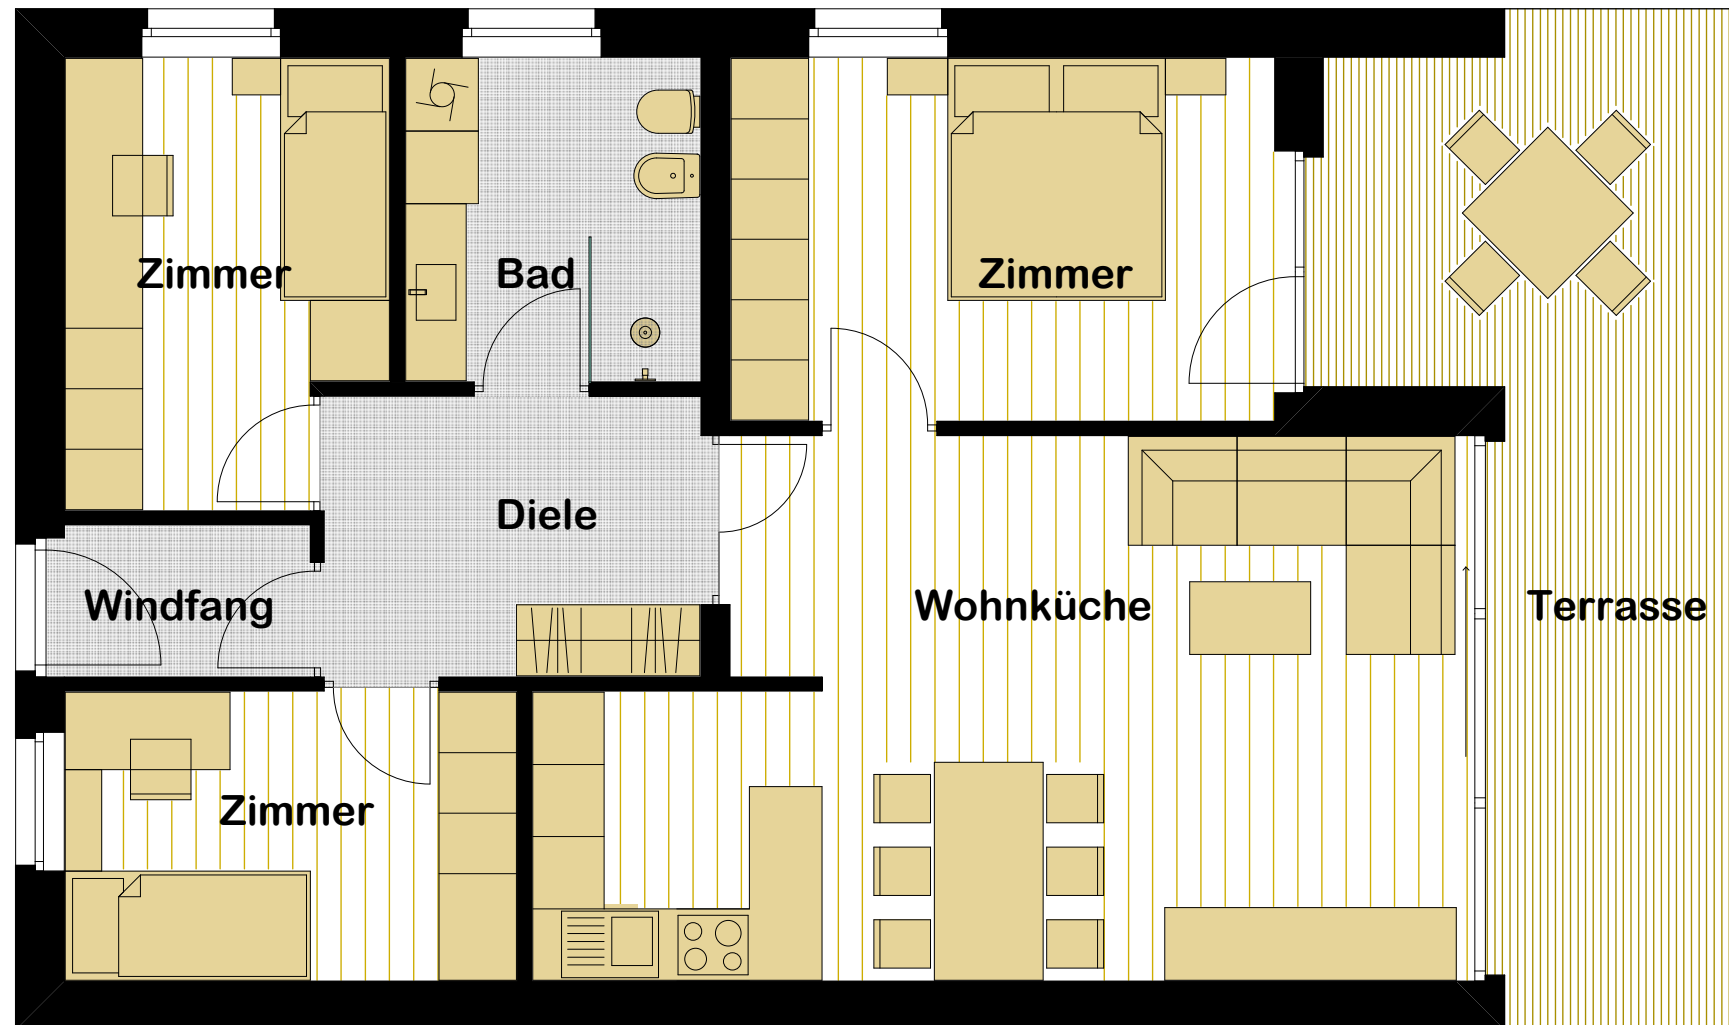 Zimmer
Bad
Zimmer
Diele
Windfang
Wohnküche
Terrasse
Zimmer